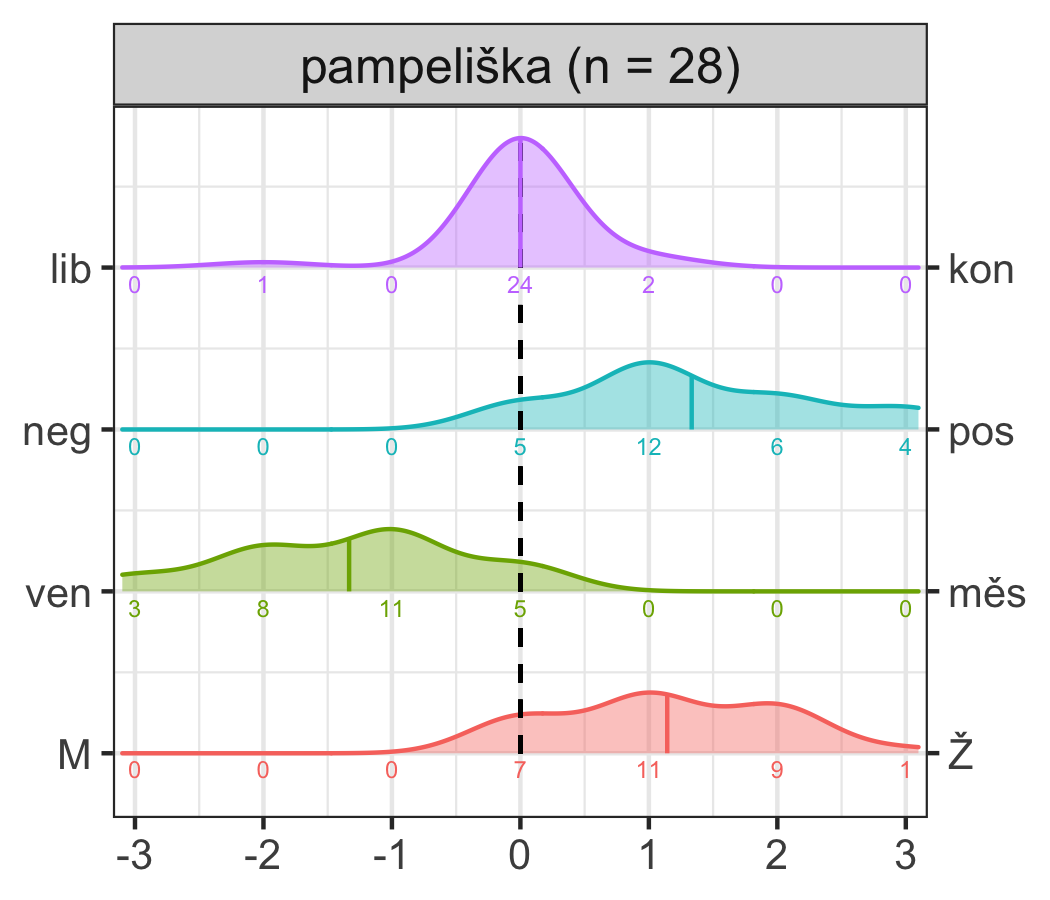 pampeliška (n = 28)
lib kon
0 1 0 24 2 0 0
neg pos
0 0 0 5 12 6 4
ven měs
3 8 11 5 0 0 0
M Ž
0 0 0 7 11 9 1
-3 -2 -1 0 1 2 3